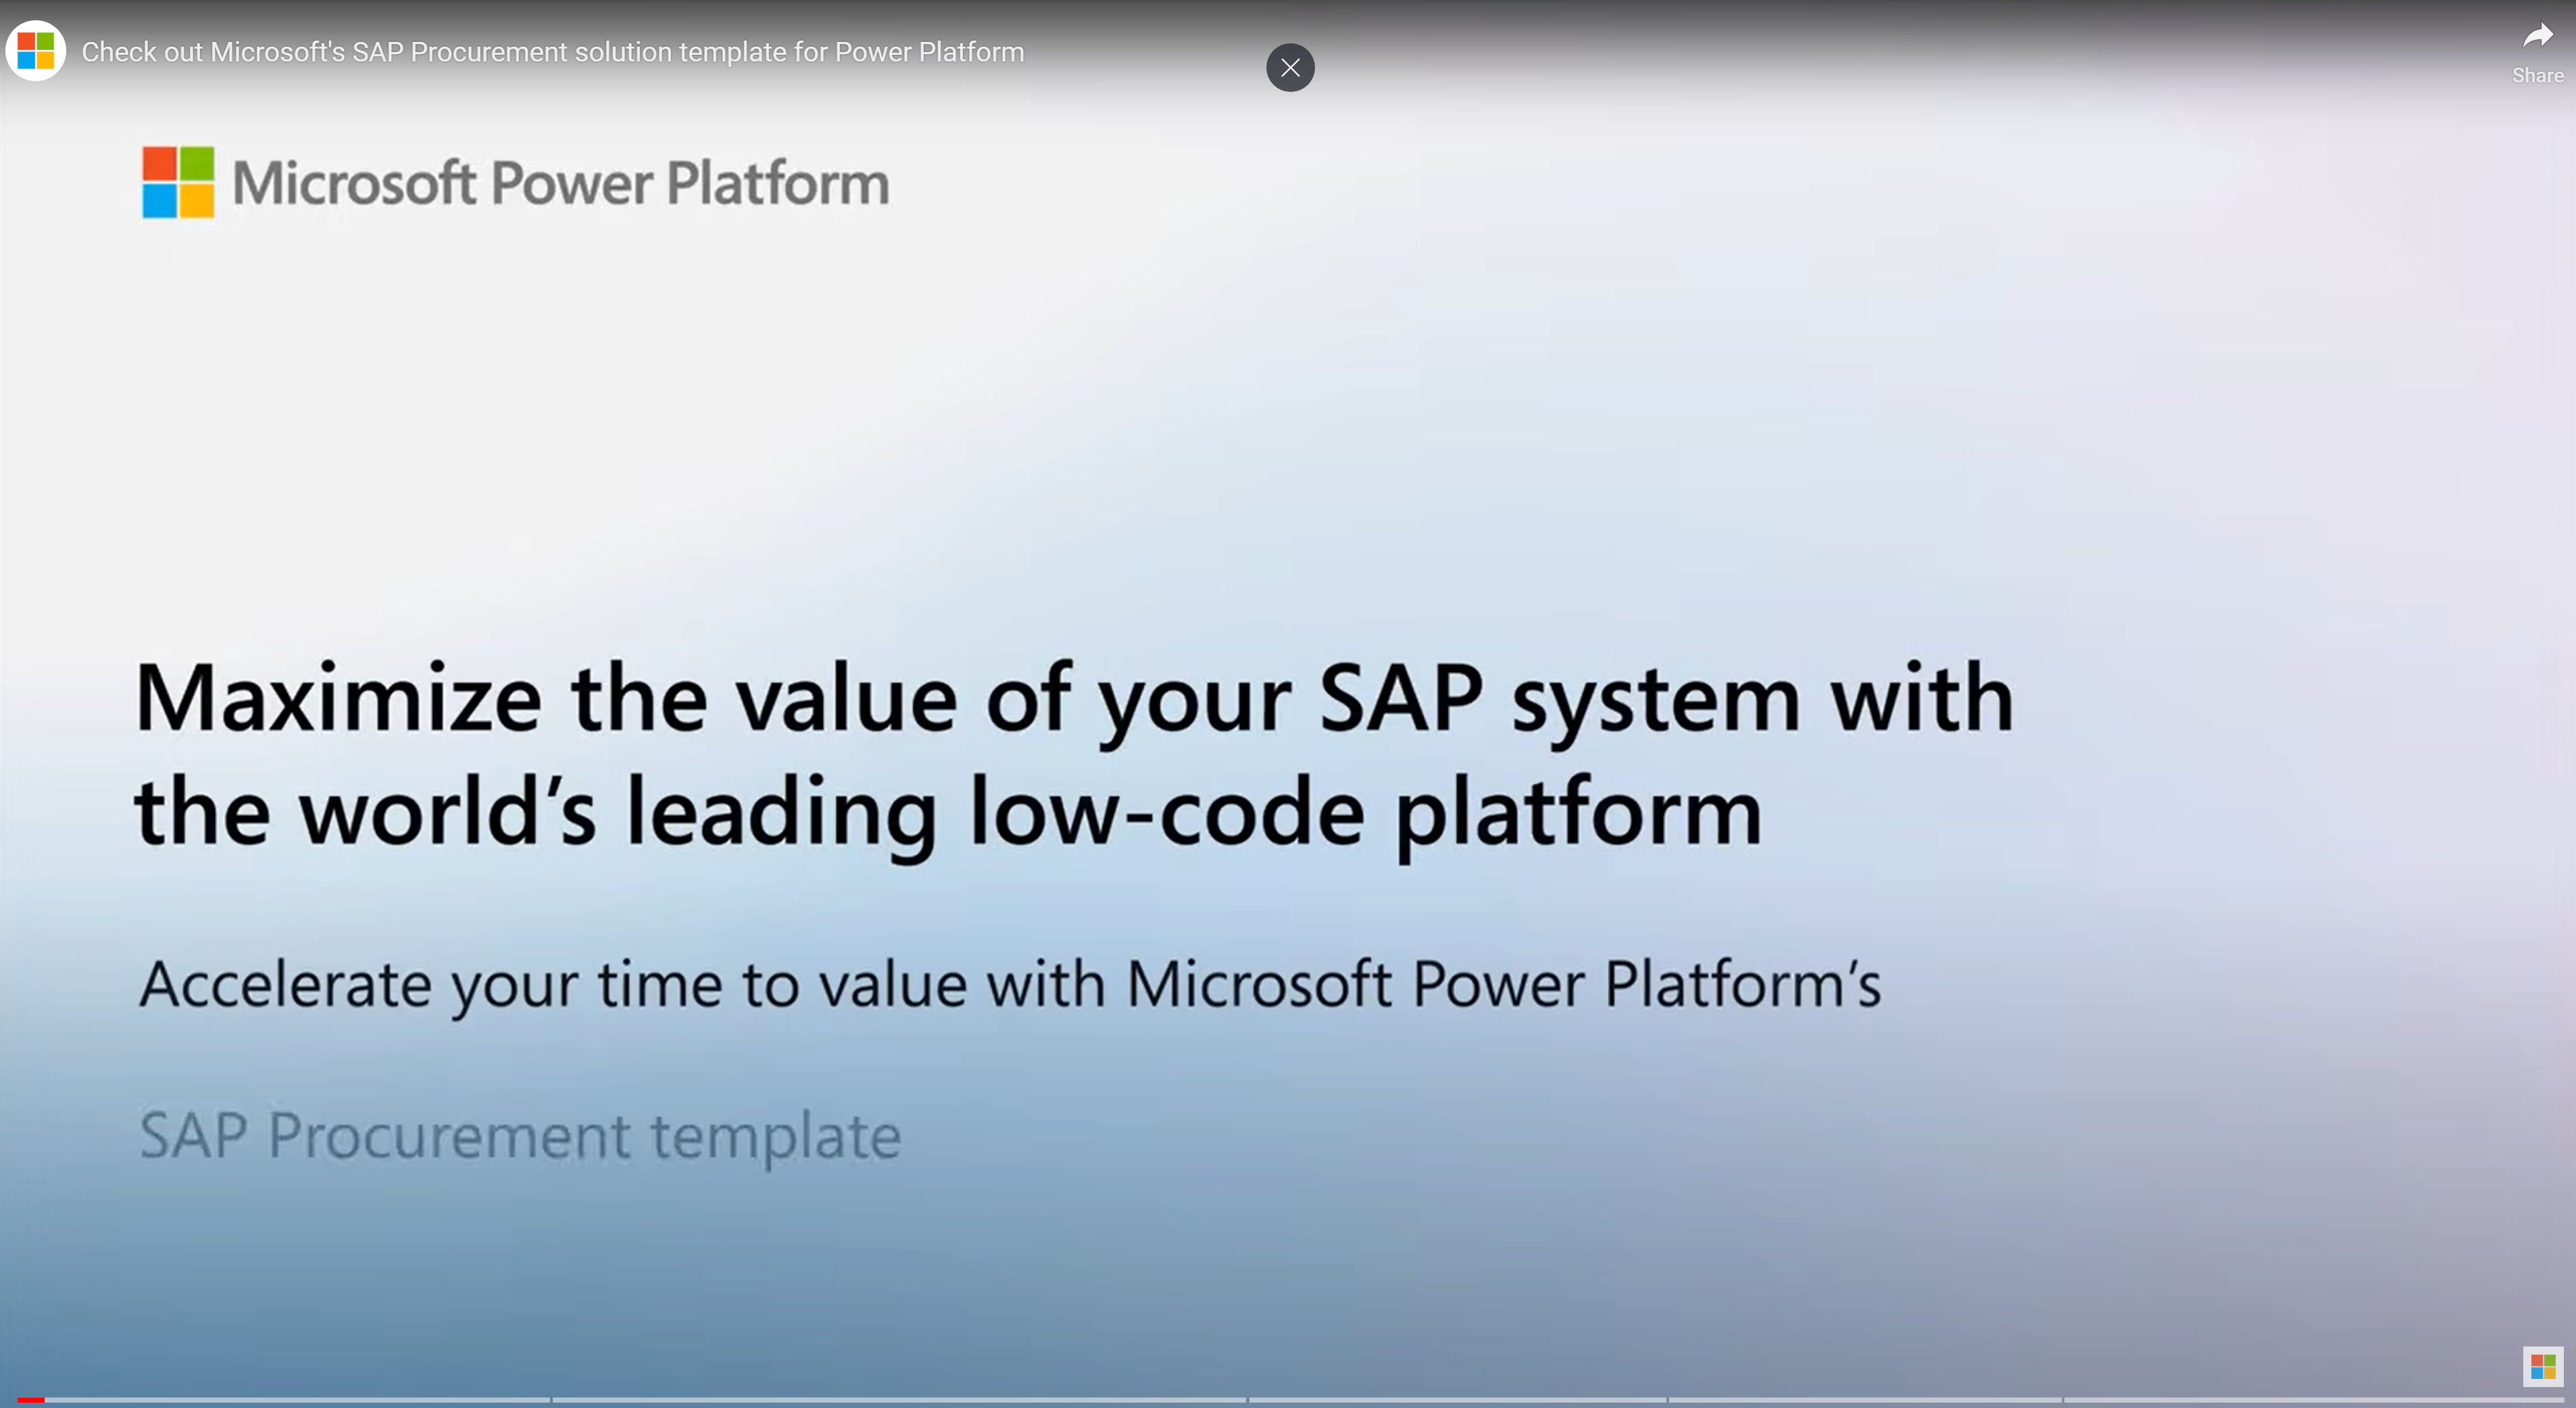 Check out Microsoft's SAP Procurement solution template for Power Platform
Share
Microsoft Power Platform
Maximize the value of your SAP system with
the world’s leading low-code platform
Accelerate your time to value with Microsoft Power Platform’s
SAP Procurement template